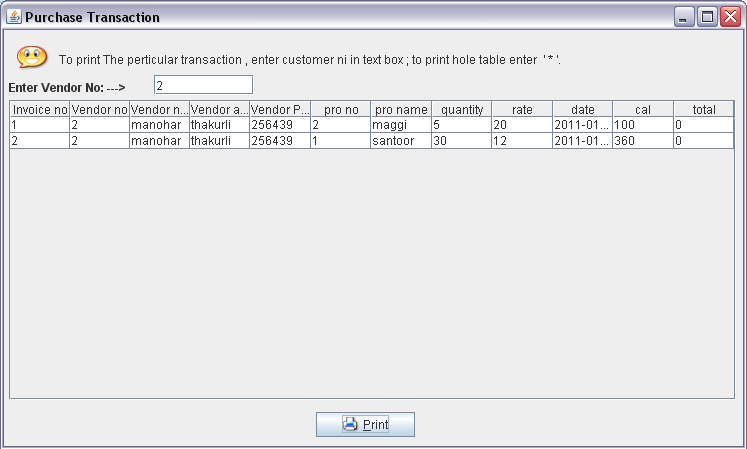 Purchase Transaction
To print The perticular transaction , enter customer ni in text box ; to print hole table enter ' * '.
Enter Vendor No: ---> 2
Invoice no Vendor no Vendor n... Vendor a... Vendor P... pro no pro name quantity rate date cal total
1 2 manohar thakurli 256439 2 maggi 5 20 2011-01... 100 0
2 2 manohar thakurli 256439 1 santoor 30 12 2011-01... 360 0
Print